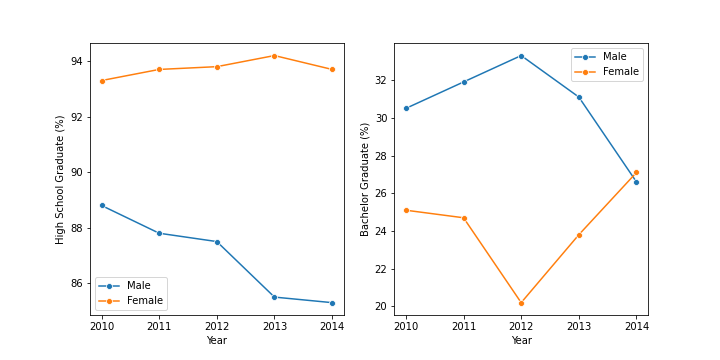 High School Graduate (%)
94
92
90
88
86
Male
Female
2010 2011 2012 2013 2014
Year
Bachelor Graduate (%)
32
30
28
26
24
22
20
Male
Female
2010 2011 2012 2013 2014
Year